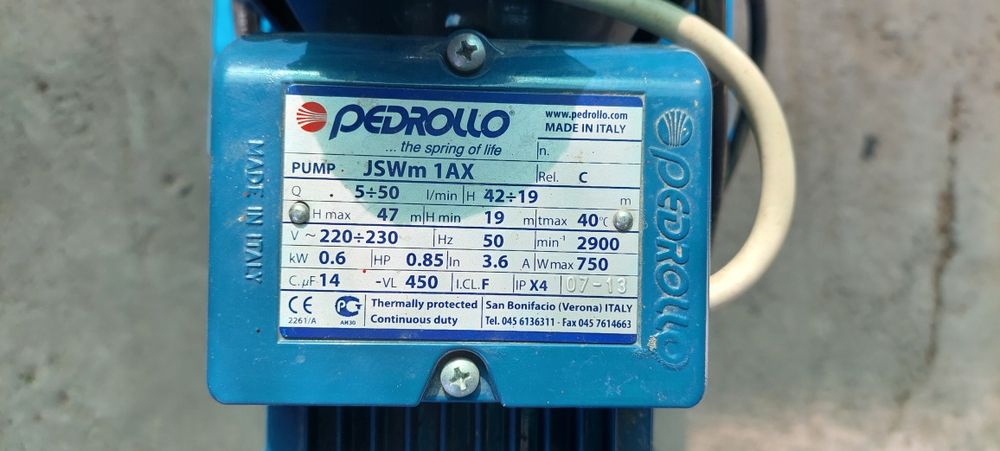 PEDROLLO
... the spring of life
www.pedrollo.com
MADE IN ITALY
n.
PUMP JSWm 1AX Rel. C
Q 5÷50 l/min H 42÷19 m
H max 47 m H min 19 m tmax 40°C
V ~ 220÷230 Hz 50 min⁻¹ 2900
kW 0.6 HP 0.85 In 3.6 A W max 750
C. µF 14 -VL 450 I.CL. F IP X4 07-13
CE 2261/A
PG АЯ30
Thermally protected
Continuous duty
San Bonifacio (Verona) ITALY
Tel. 045 6136311 - Fax 045 7614663
MADE IN ITALY
PEDROLLO